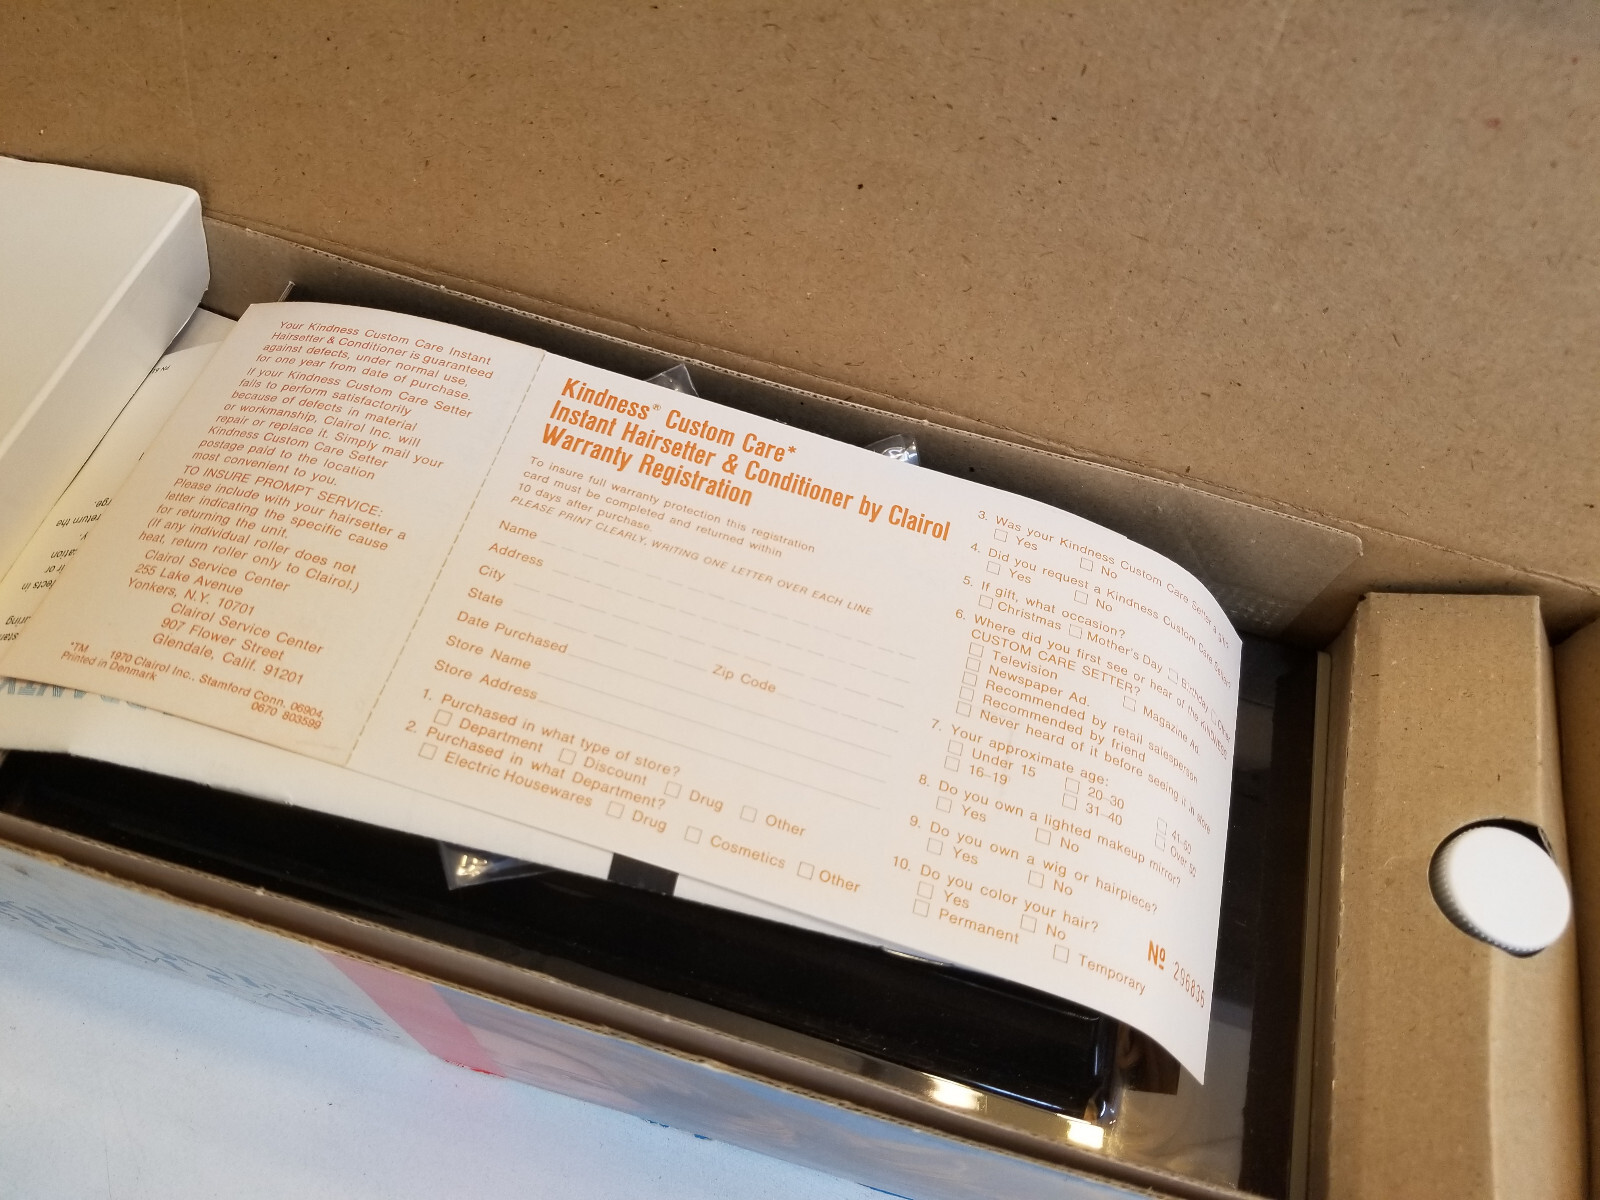 Your Kindness Custom Care Instant
Hairsetter & Conditioner is guaranteed
against defects, under normal use,
for one year from date of purchase.
If your Kindness Custom Care Setter
fails to perform satisfactorily
because of defects in material
or workmanship, Clairol Inc. will
repair or replace it. Simply mail your
Kindness Custom Care Setter
postage paid to the location
most convenient to you.
TO INSURE PROMPT SERVICE:
Please include with your hairsetter a
letter indicating the specific cause
for returning the unit.
(If any individual roller does not
heat, return roller only to Clairol.)
Clairol Service Center
255 Lake Avenue
Yonkers, N.Y. 10701
Clairol Service Center
907 Flower Street
Glendale, Calif. 91201
*TM 1970 Clairol Inc., Stamford Conn. 06904
Printed in Denmark 0670 803599
Kindness® Custom Care*
Instant Hairsetter & Conditioner by Clairol
Warranty Registration
To insure full warranty protection this registration
card must be completed and returned within
10 days after purchase.
PLEASE PRINT CLEARLY, WRITING ONE LETTER OVER EACH LINE
Name
Address
City
State
Zip Code
Date Purchased
Store Name
Store Address
1. Purchased in what type of store?
Department Discount Drug Other
2. Purchased in what Department?
Electric Housewares Drug Cosmetics Other
3. Was your Kindness Custom Care Setter a gift?
Yes No
4. Did you request a Kindness Custom Care Setter?
Yes No
5. If gift, what occasion?
Christmas Mother's Day Birthday Other
6. Where did you first see or hear of the KINDNESS
CUSTOM CARE SETTER?
Television
Newspaper Ad. Magazine Ad.
Recommended by retail salesperson
Recommended by friend
Never heard of it before seeing it in store
7. Your approximate age:
Under 15 20-30 41-50
16-19 31-40 Over 50
8. Do you own a lighted makeup mirror?
Yes No
9. Do you own a wig or hairpiece?
Yes No
10. Do you color your hair?
Yes No
Permanent Temporary
Nº 296836